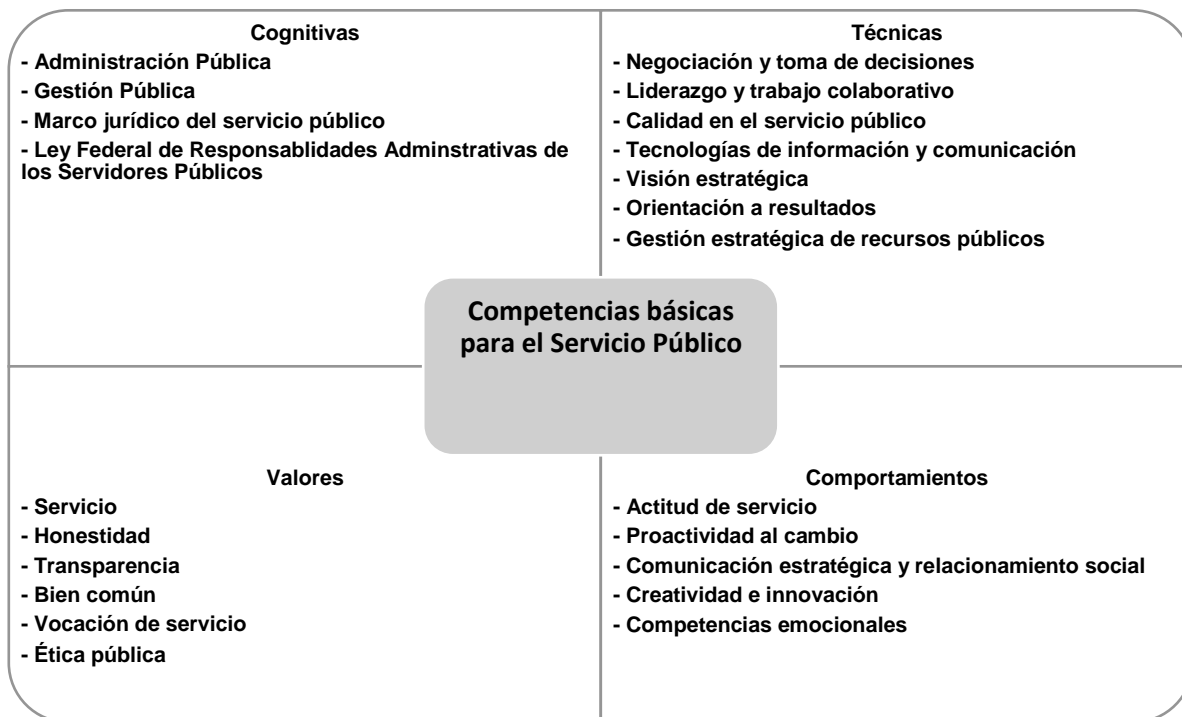 Cognitivas
- Administración Pública
- Gestión Pública
- Marco jurídico del servicio público
- Ley Federal de Responsablidades Adminstrativas de
los Servidores Públicos
Técnicas
- Negociación y toma de decisiones
- Liderazgo y trabajo colaborativo
- Calidad en el servicio público
- Tecnologías de información y comunicación
- Visión estratégica
- Orientación a resultados
- Gestión estratégica de recursos públicos
Competencias básicas
para el Servicio Público
Valores
- Servicio
- Honestidad
- Transparencia
- Bien común
- Vocación de servicio
- Ética pública
Comportamientos
- Actitud de servicio
- Proactividad al cambio
- Comunicación estratégica y relacionamiento social
- Creatividad e innovación
- Competencias emocionales